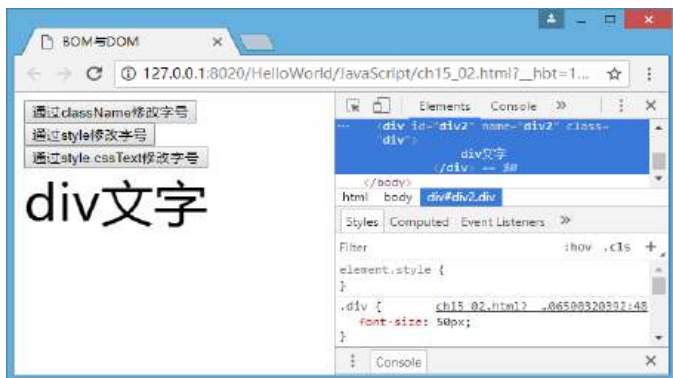 BOM与DOM
127.0.0.1:8020/HelloWorld/JavaScript/ch15_02.html?__hbt=1...
通过className修改字号
通过style修改字号
通过style.cssText修改字号
div文字
Elements Console »
<div id="div2" name="div2" class=
"div">
div文字
</div> == $0
</body>
html body div#div2.div
Styles Computed Event Listeners »
Filter :hov .cls +
element.style {
}
.div { ch15_02.html? …06590320392:48
font-size: 50px;
}
Console